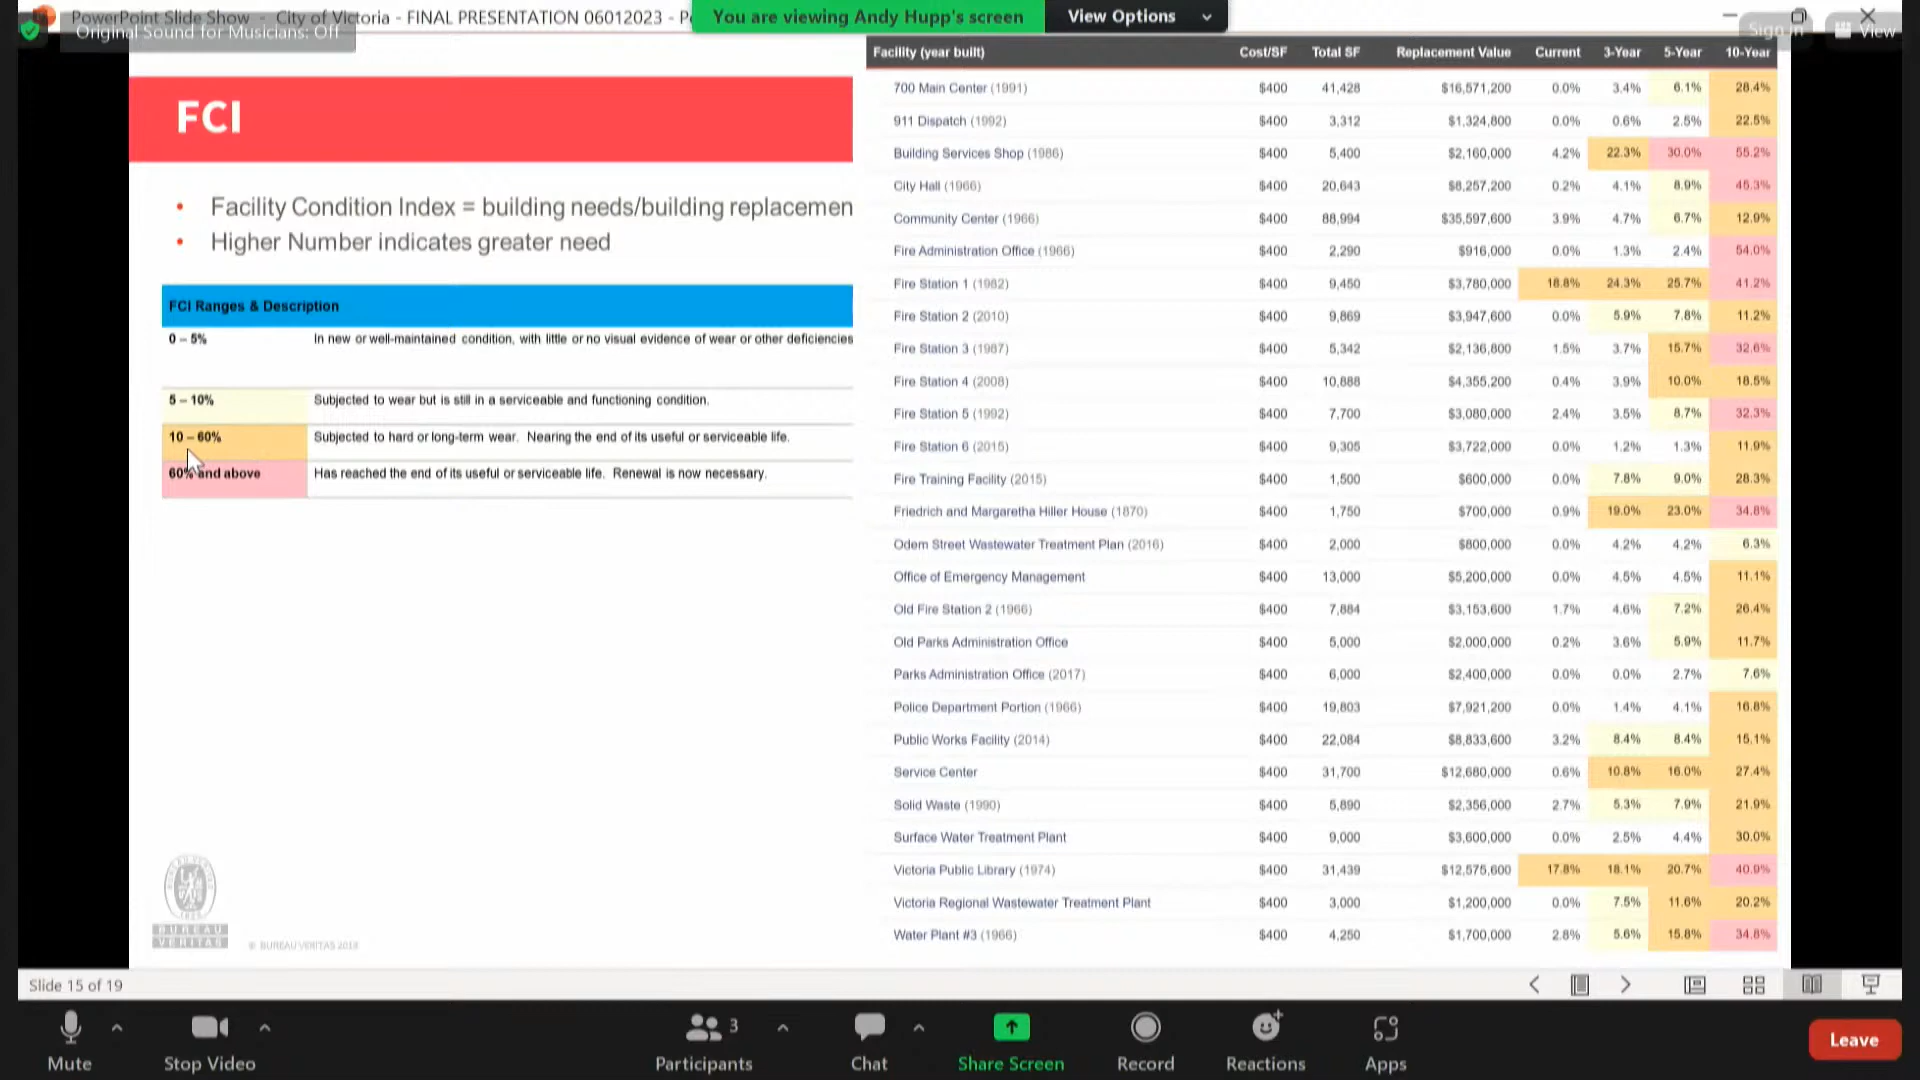 PowerPoint Slide Show - City of Victoria - FINAL PRESENTATION 06012023 - P
You are viewing Andy Hupp's screen
View Options
Original Sound for Musicians: Off
Sign in
View
FCI
• Facility Condition Index = building needs/building replacemen
• Higher Number indicates greater need
FCI Ranges & Description
0 – 5% In new or well-maintained condition, with little or no visual evidence of wear or other deficiencies
5 – 10% Subjected to wear but is still in a serviceable and functioning condition.
10 – 60% Subjected to hard or long-term wear. Nearing the end of its useful or serviceable life.
60% and above Has reached the end of its useful or serviceable life. Renewal is now necessary.
BUREAU
VERITAS
© BUREAU VERITAS 2018
Facility (year built) Cost/SF Total SF Replacement Value Current 3-Year 5-Year 10-Year
700 Main Center (1991) $400 41,428 $16,571,200 0.0% 3.4% 6.1% 28.4%
911 Dispatch (1992) $400 3,312 $1,324,800 0.0% 0.6% 2.5% 22.5%
Building Services Shop (1986) $400 5,400 $2,160,000 4.2% 22.3% 30.0% 55.2%
City Hall (1966) $400 20,643 $8,257,200 0.2% 4.1% 8.9% 45.3%
Community Center (1966) $400 88,994 $35,597,600 3.9% 4.7% 6.7% 12.9%
Fire Administration Office (1966) $400 2,290 $916,000 0.0% 1.3% 2.4% 54.0%
Fire Station 1 (1982) $400 9,450 $3,780,000 18.8% 24.3% 25.7% 41.2%
Fire Station 2 (2010) $400 9,869 $3,947,600 0.0% 5.9% 7.8% 11.2%
Fire Station 3 (1987) $400 5,342 $2,136,800 1.5% 3.7% 15.7% 32.6%
Fire Station 4 (2008) $400 10,888 $4,355,200 0.4% 3.9% 10.0% 18.5%
Fire Station 5 (1992) $400 7,700 $3,080,000 2.4% 3.5% 8.7% 32.3%
Fire Station 6 (2015) $400 9,305 $3,722,000 0.0% 1.2% 1.3% 11.9%
Fire Training Facility (2015) $400 1,500 $600,000 0.0% 7.8% 9.0% 28.3%
Friedrich and Margaretha Hiller House (1870) $400 1,750 $700,000 0.9% 19.0% 23.0% 34.8%
Odem Street Wastewater Treatment Plan (2016) $400 2,000 $800,000 0.0% 4.2% 4.2% 6.3%
Office of Emergency Management $400 13,000 $5,200,000 0.0% 4.5% 4.5% 11.1%
Old Fire Station 2 (1966) $400 7,884 $3,153,600 1.7% 4.6% 7.2% 26.4%
Old Parks Administration Office $400 5,000 $2,000,000 0.2% 3.6% 5.9% 11.7%
Parks Administration Office (2017) $400 6,000 $2,400,000 0.0% 0.0% 2.7% 7.6%
Police Department Portion (1966) $400 19,803 $7,921,200 0.0% 1.4% 4.1% 16.8%
Public Works Facility (2014) $400 22,084 $8,833,600 3.2% 8.4% 8.4% 15.1%
Service Center $400 31,700 $12,680,000 0.6% 10.8% 16.0% 27.4%
Solid Waste (1990) $400 5,890 $2,356,000 2.7% 5.3% 7.9% 21.9%
Surface Water Treatment Plant $400 9,000 $3,600,000 0.0% 2.5% 4.4% 30.0%
Victoria Public Library (1974) $400 31,439 $12,575,600 17.8% 18.1% 20.7% 40.9%
Victoria Regional Wastewater Treatment Plant $400 3,000 $1,200,000 0.0% 7.5% 11.6% 20.2%
Water Plant #3 (1966) $400 4,250 $1,700,000 2.8% 5.6% 15.8% 34.8%
Slide 15 of 19
3
Mute Stop Video Participants Chat Share Screen Record Reactions Apps Leave